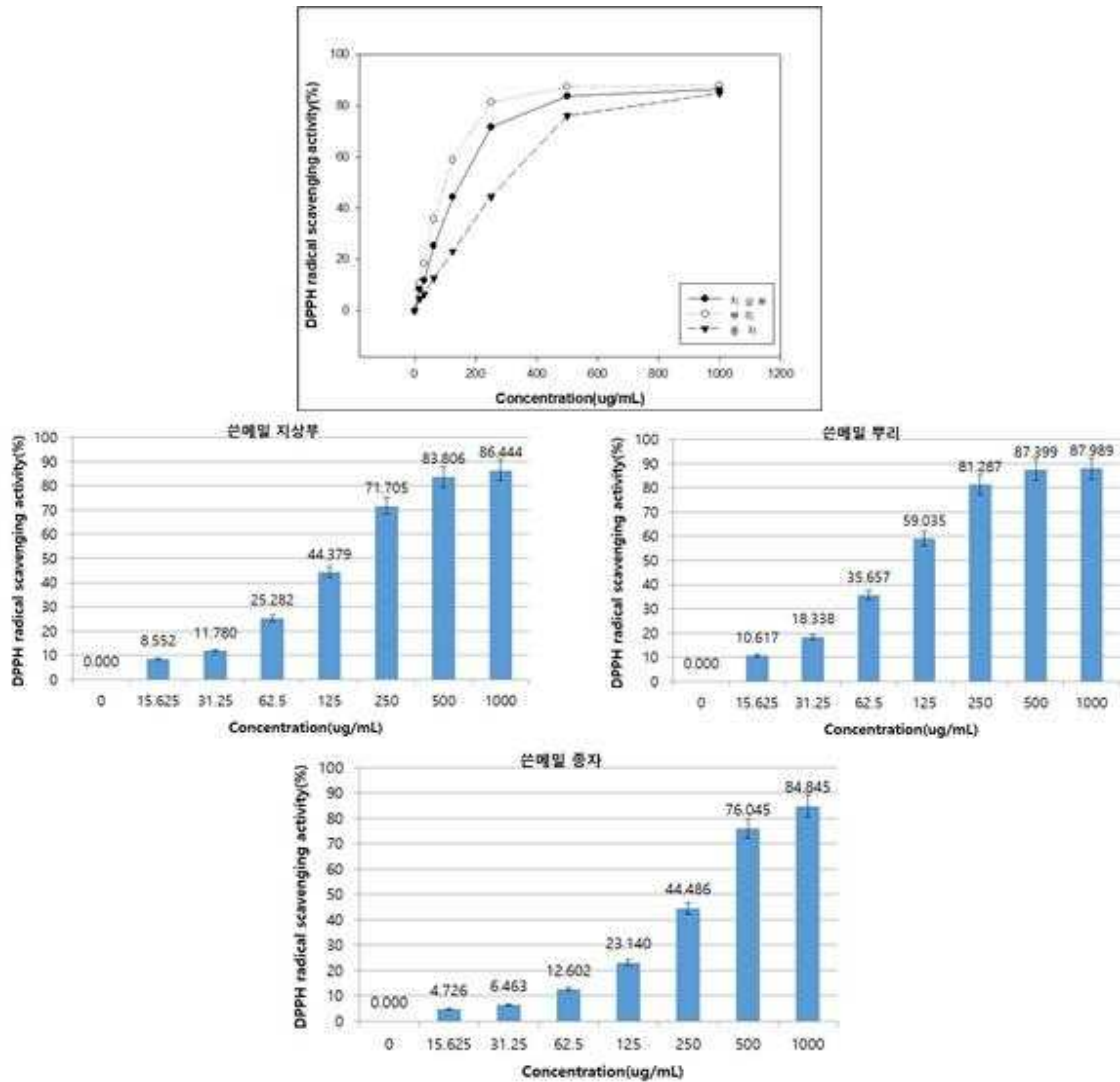 DPPH radical scavenging activity(%)
100
80
60
40
20
0
지상부
뿌리
종 자
0 200 400 600 800 1000 1200
Concentration(ug/mL)
쓴메밀 지상부
DPPH radical scavenging activity(%)
100
90
80
70
60
50
40
30
20
10
0
0.000 8.552 11.780 25.282 44.379 71.705 83.806 86.444
0 15.625 31.25 62.5 125 250 500 1000
Concentration(ug/mL)
쓴메밀 뿌리
DPPH radical scavenging activity(%)
100
90
80
70
60
50
40
30
20
10
0
0.000 10.617 18.338 35.657 59.035 81.287 87.399 87.989
0 15.625 31.25 62.5 125 250 500 1000
Concentration(ug/mL)
쓴메밀 종자
DPPH radical scavenging activity(%)
100
90
80
70
60
50
40
30
20
10
0
0.000 4.726 6.463 12.602 23.140 44.486 76.045 84.845
0 15.625 31.25 62.5 125 250 500 1000
Concentration(ug/mL)